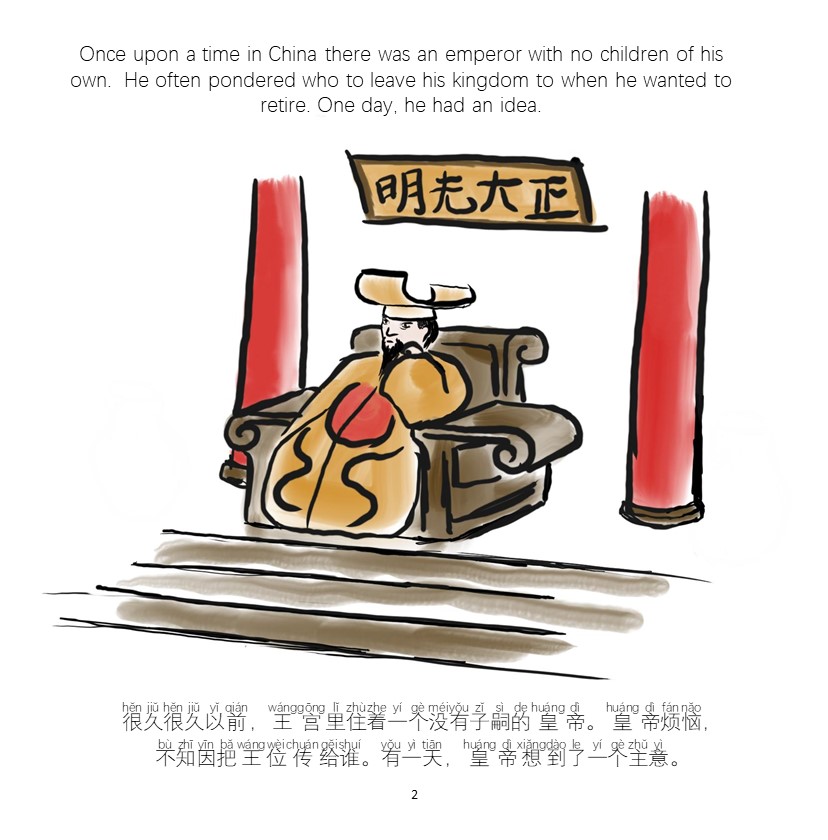 Once upon a time in China there was an emperor with no children of his
own. He often pondered who to leave his kingdom to when he wanted to
retire. One day, he had an idea.
正大光明
hěn jiǔ hěn jiǔ yǐ qián wánggōng lǐ zhùzhe yí gè méiyǒu zǐ sì de huáng dì huáng dì fánnǎo
很久很久以前，王宫里住着一个没有子嗣的皇帝。皇帝烦恼，
bù zhī yīn bǎ wáng wèi chuán gěi shuí yǒu yì tiān huáng dì xiǎngdào le yí gè zhǔ yì
不知因把王位传给谁。有一天，皇帝想到了一个主意。
2